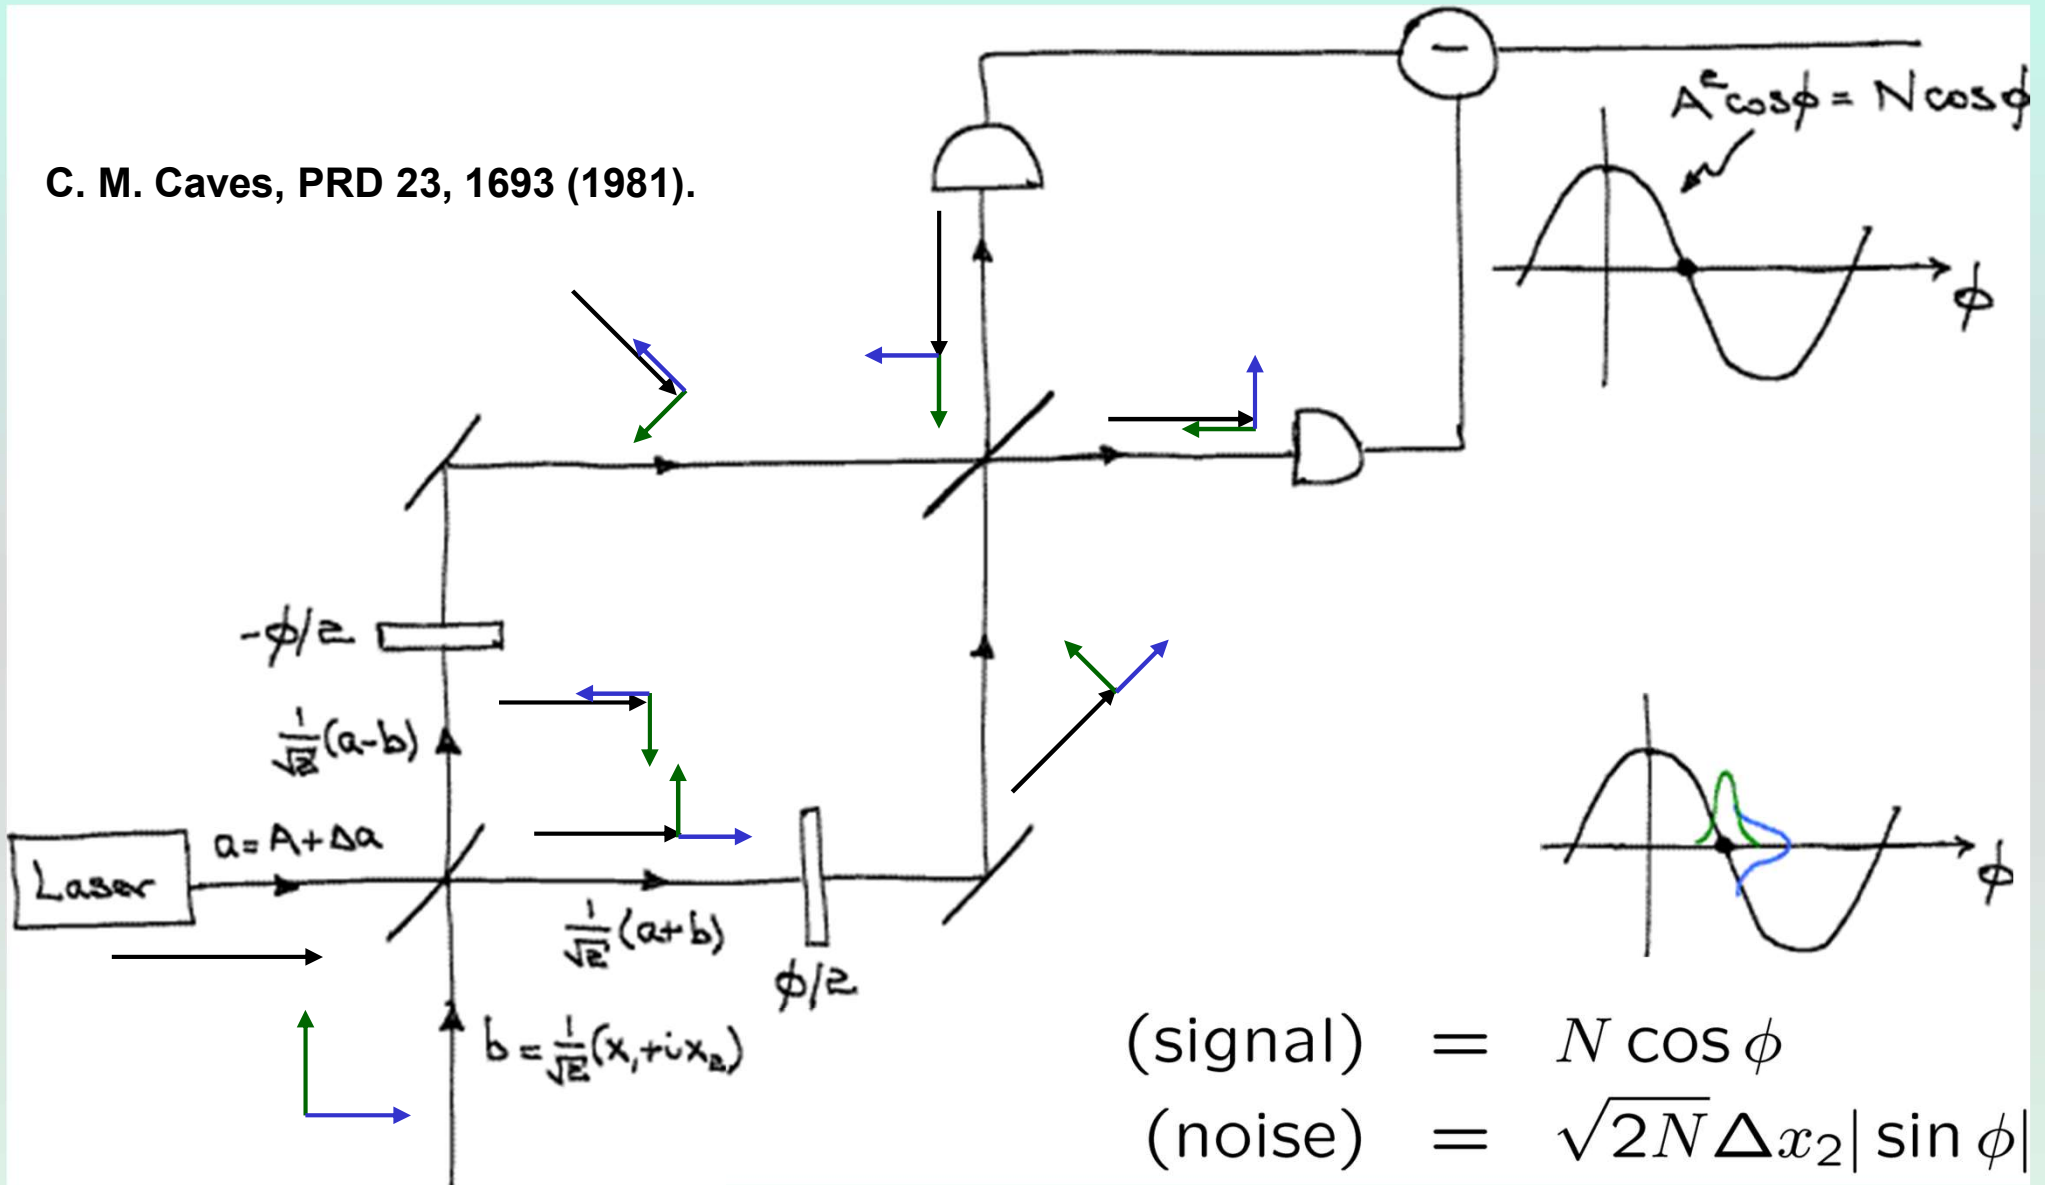 −
A²cosϕ = N cosϕ
C. M. Caves, PRD 23, 1693 (1981).
ϕ
-ϕ/2
1/√2 (a-b)
a = A + Δa
Laser
1/√2 (a+b)
ϕ/2
b = 1/√2 (x₁+ix₂)
ϕ
(signal) = N cos ϕ
(noise) = √2N Δx₂| sin ϕ|